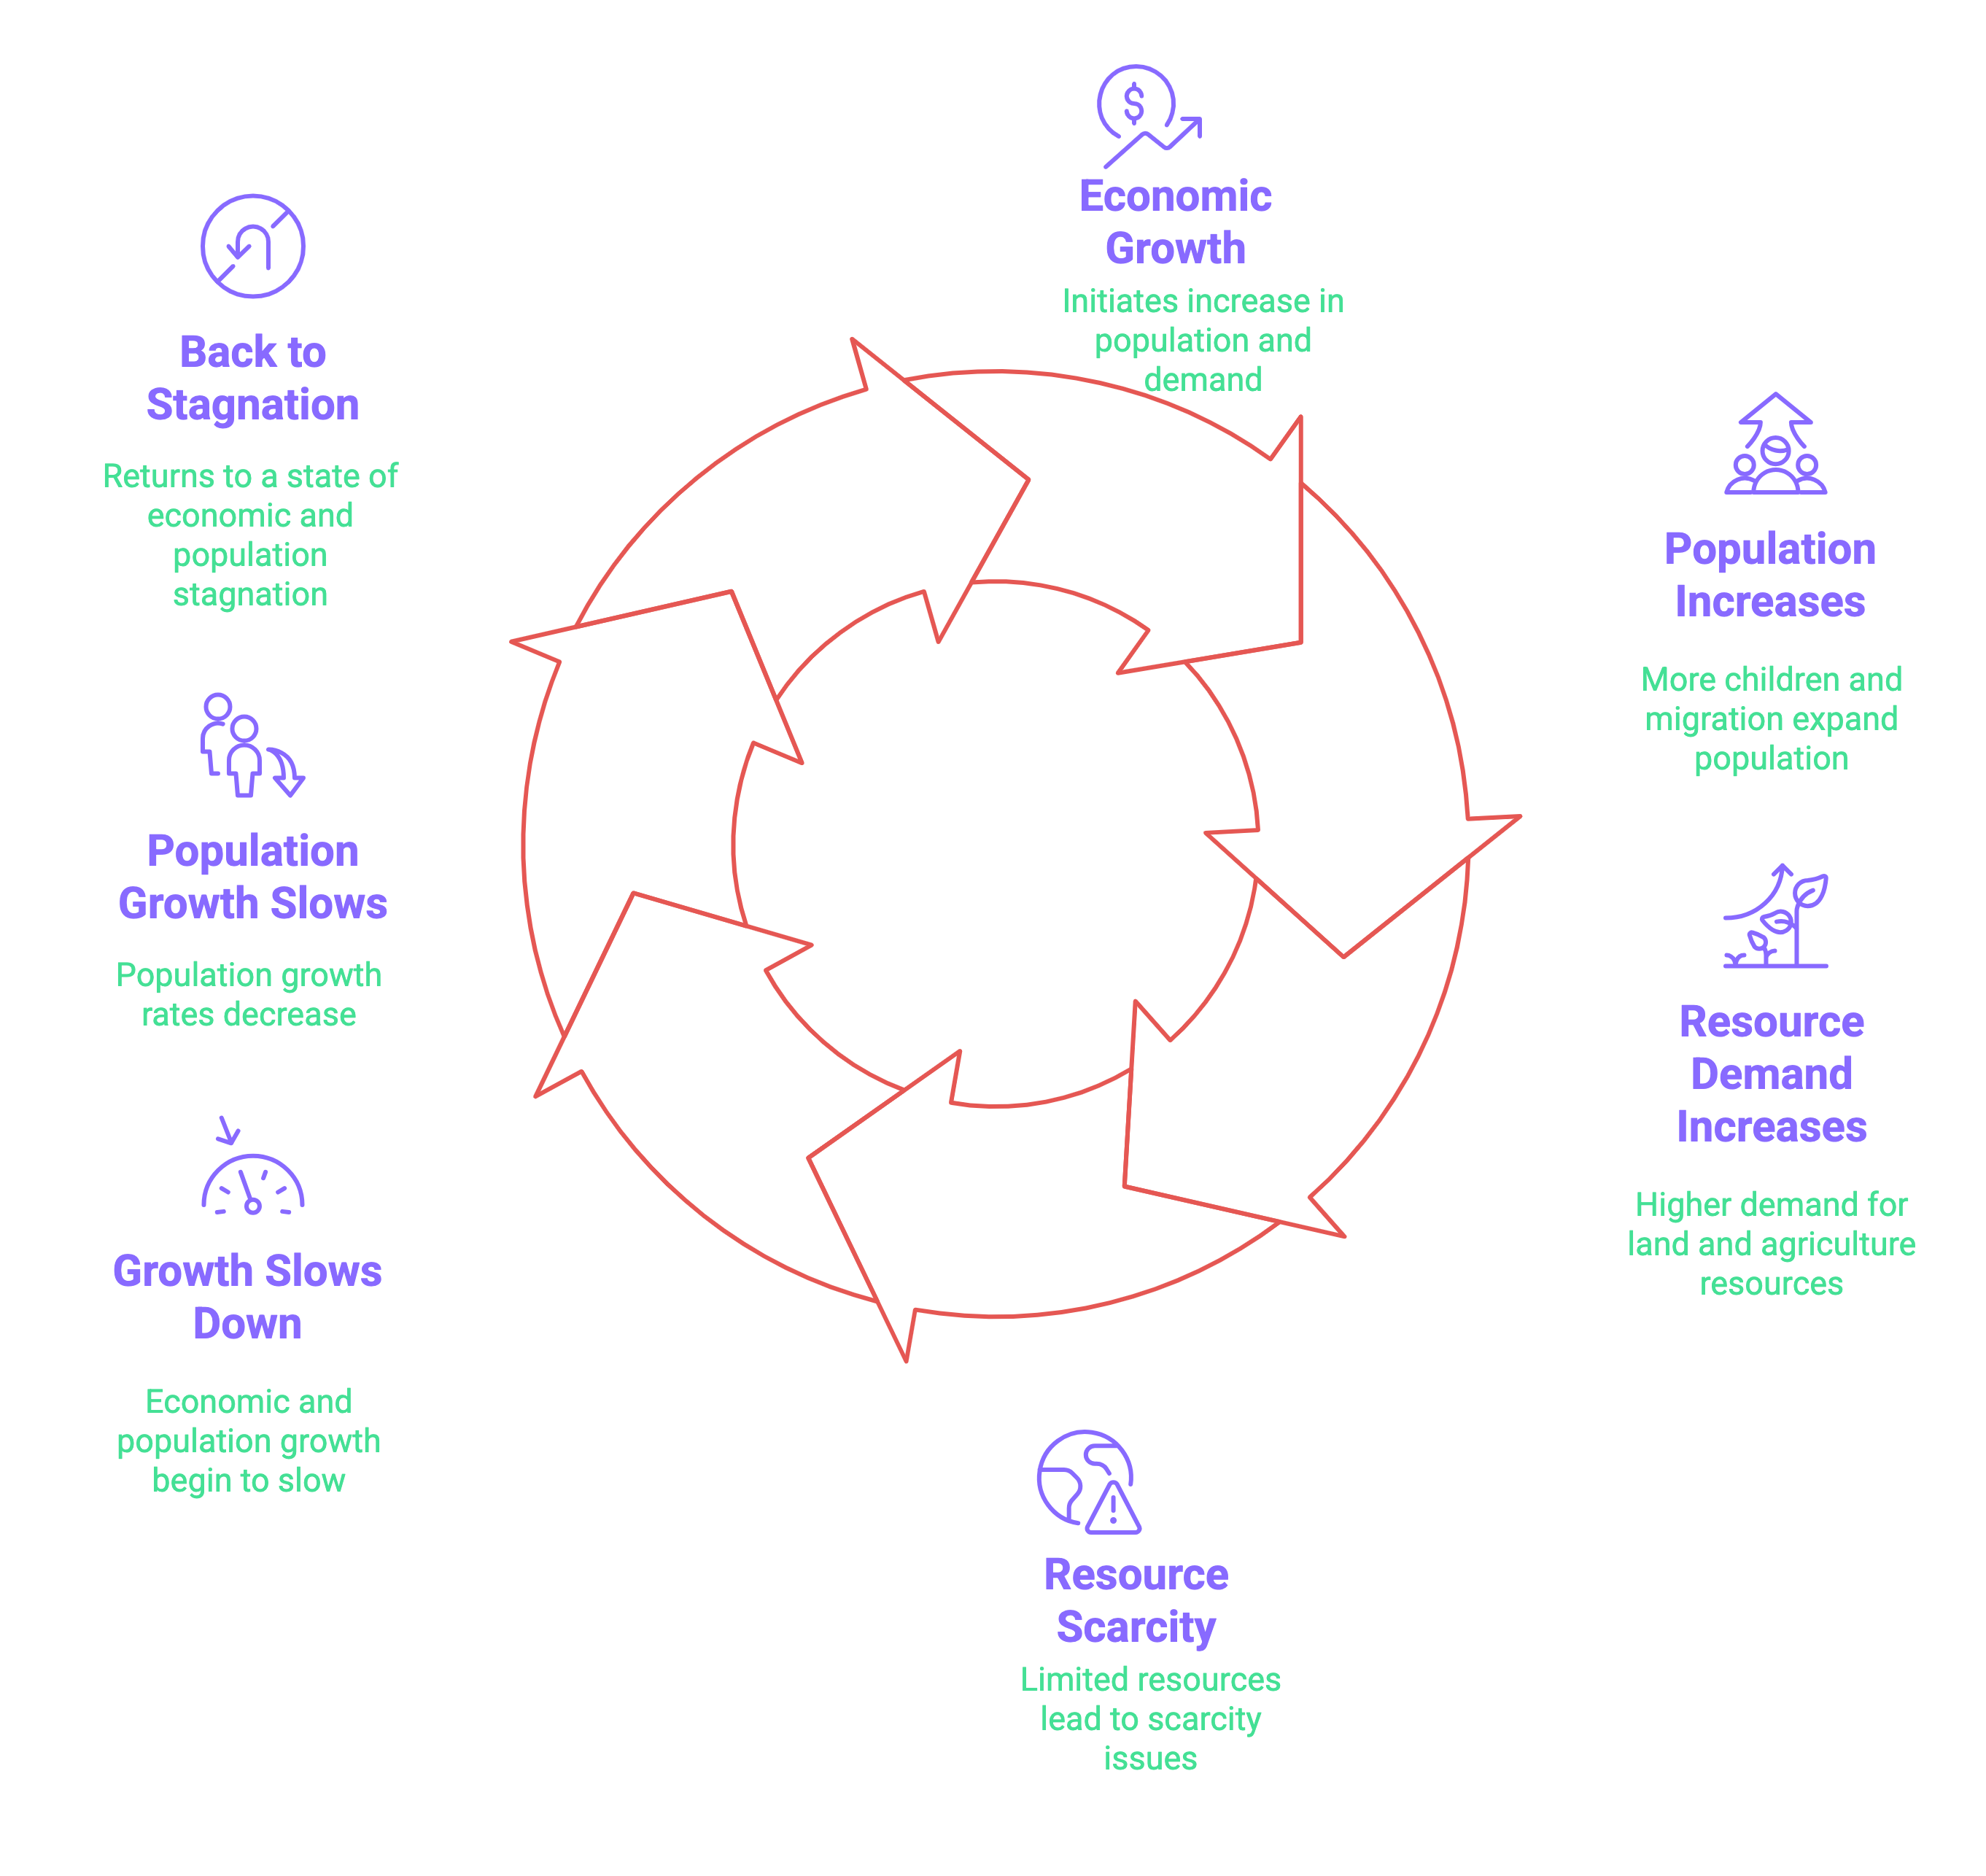 Economic
Growth
Initiates increase in
population and
demand
Population
Increases
More children and
migration expand
population
Resource
Demand
Increases
Higher demand for
land and agriculture
resources
Resource
Scarcity
Limited resources
lead to scarcity
issues
Growth Slows
Down
Economic and
population growth
begin to slow
Population
Growth Slows
Population growth
rates decrease
Back to
Stagnation
Returns to a state of
economic and
population
stagnation